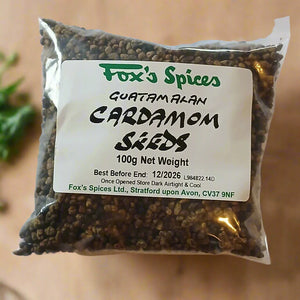 Fox's Spices
GUATAMALAN
CARDAMOM
SEEDS
100g Net Weight
Best Before End: 12/2026
Once Opened Store Dark Airtight & Cool
Fox's Spices Ltd., Stratford upon Avon, CV37 9NF